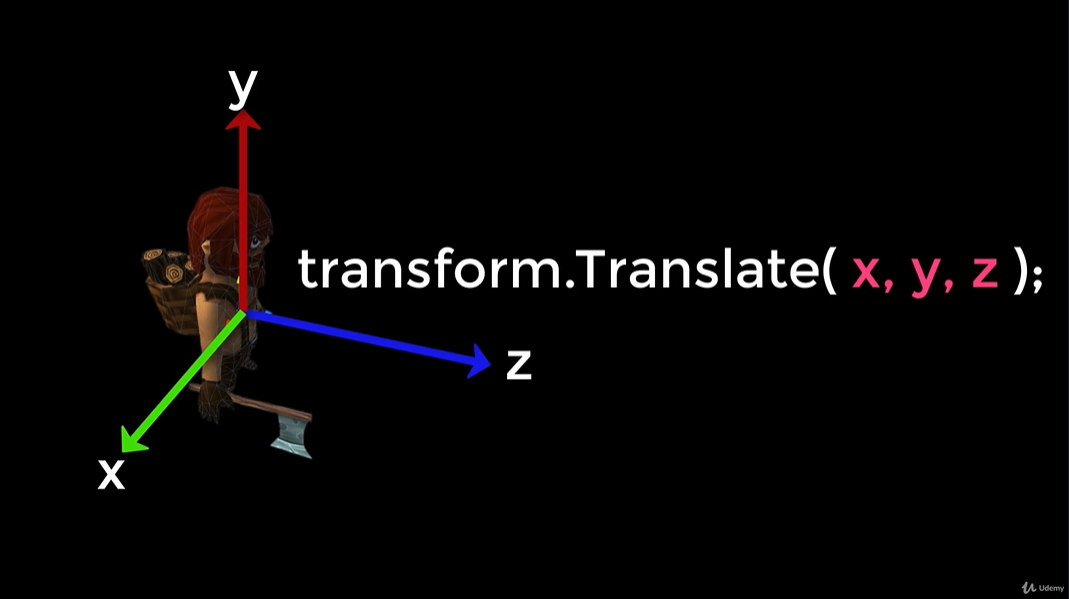 y
transform.Translate( x, y, z );
z
x
Udemy